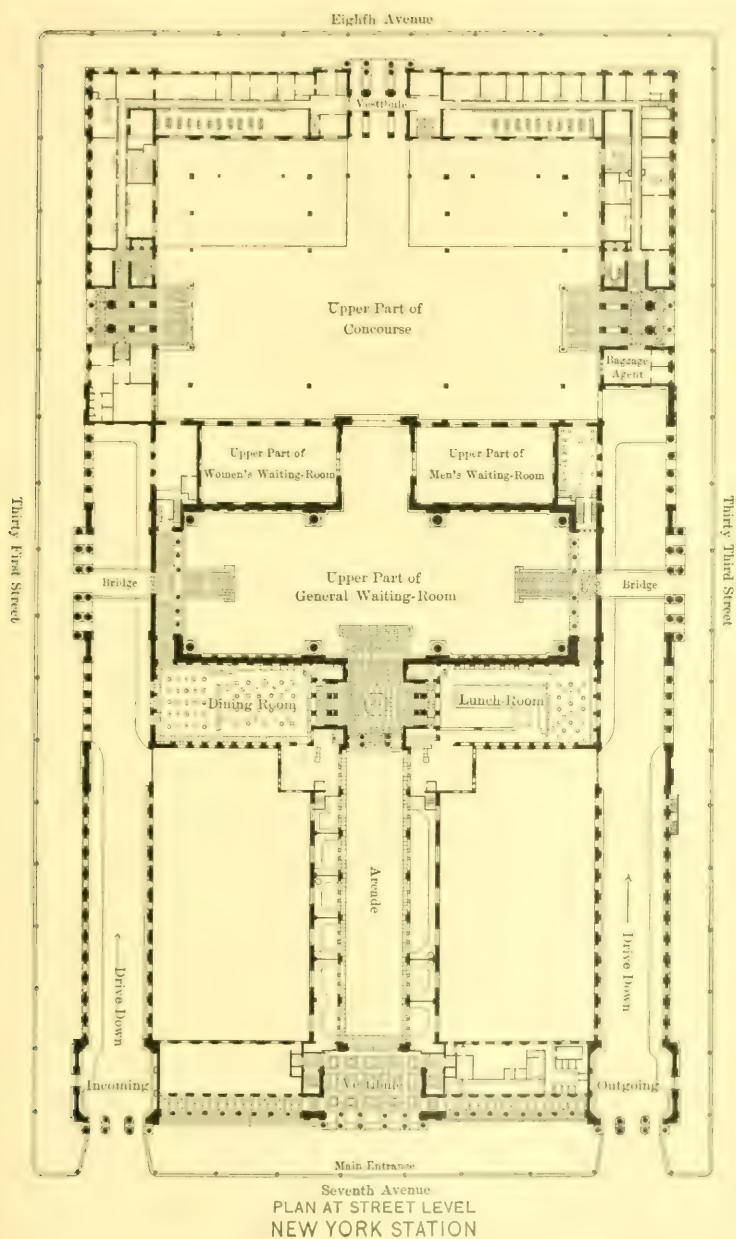 Eighth Avenue
Vestibule
Upper Part of
Concourse
Baggage
Agent
Upper Part of
Women's Waiting-Room
Upper Part of
Men's Waiting-Room
Thirty First Street
Thirty Third Street
Bridge
Upper Part of
General Waiting-Room
Bridge
Dining Room
Lunch-Room
Arcade
Drive Down
Drive Down
Incoming
Vestibule
Outgoing
Main Entrance
Seventh Avenue
PLAN AT STREET LEVEL
NEW YORK STATION